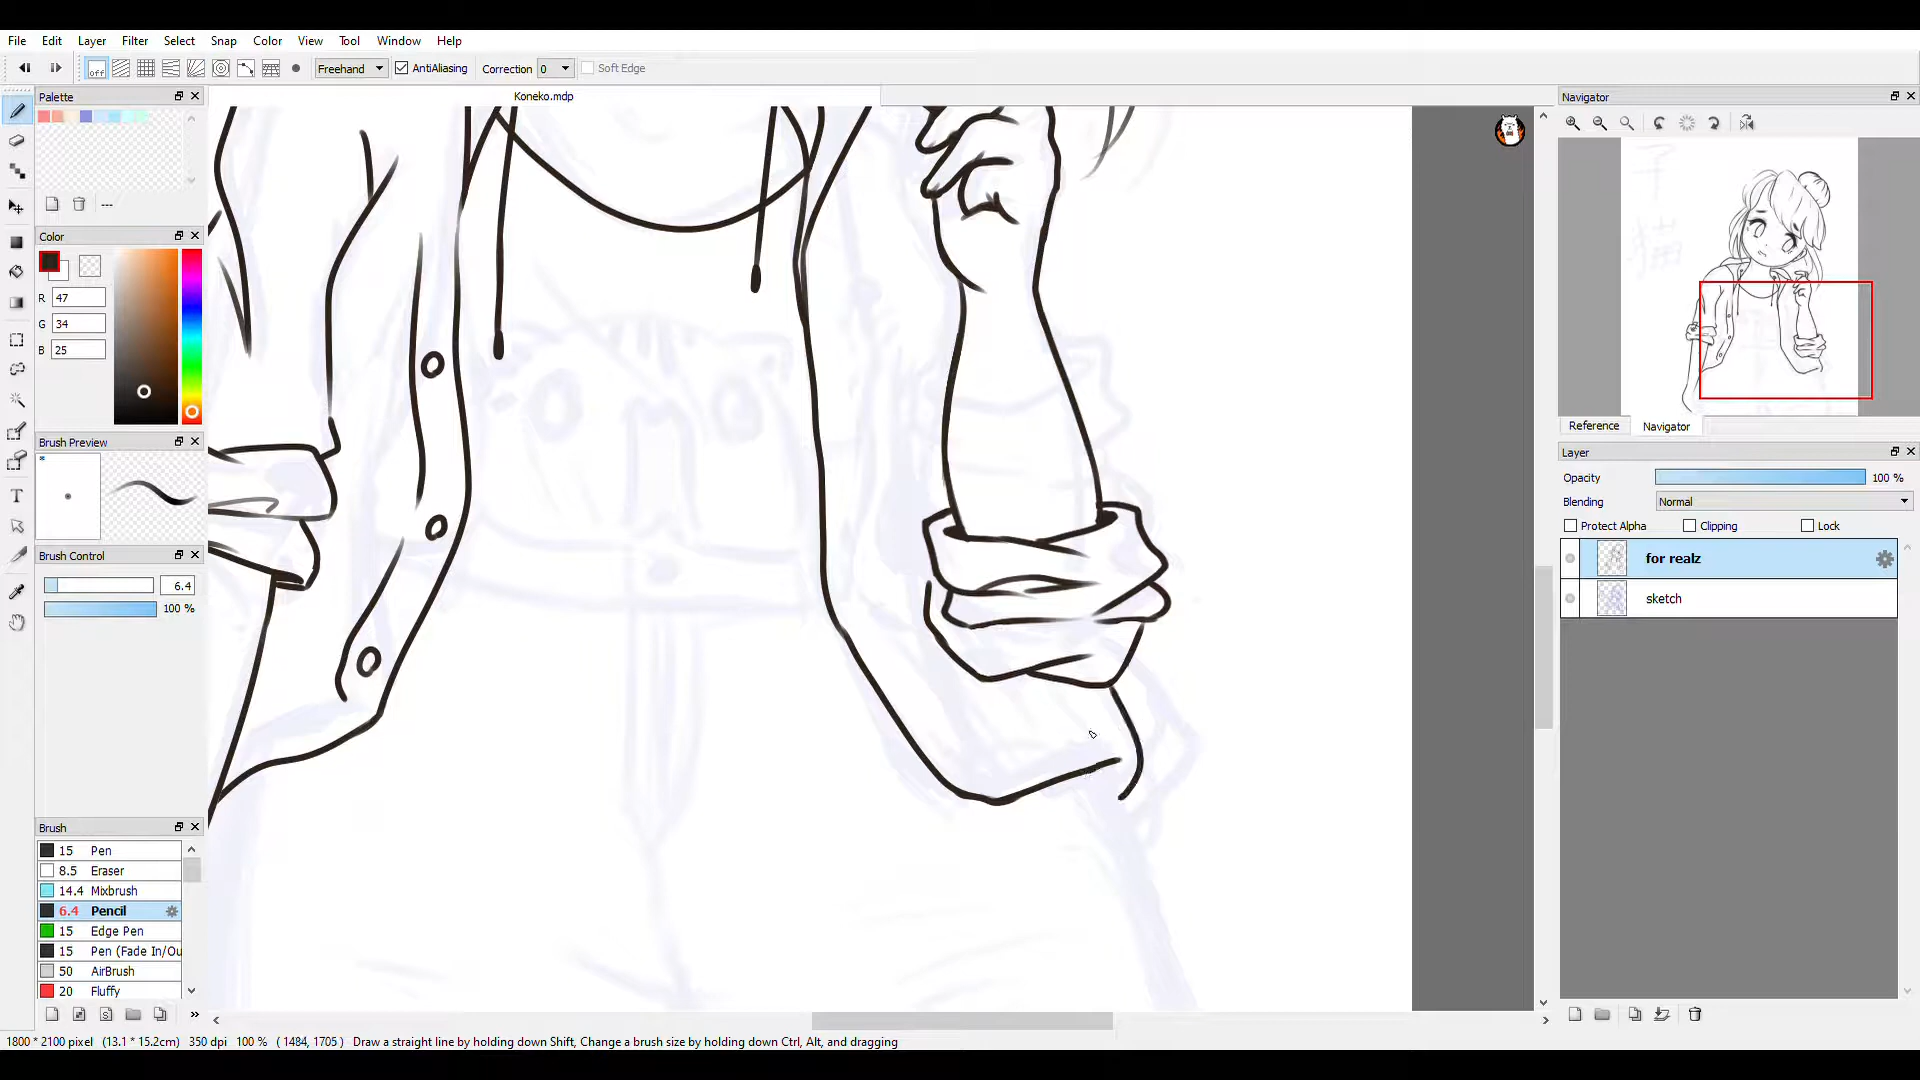 File Edit Layer Filter Select Snap Color View Tool Window Help
off Freehand AntiAliasing Correction 0 Soft Edge
Palette
Koneko.mdp
Navigator
---
Color
R 47
G 34
B 25
Reference Navigator
Brush Preview
Layer
Opacity 100 %
Blending Normal
Protect Alpha Clipping Lock
for realz
sketch
Brush Control
6.4
100 %
Brush
15 Pen
8.5 Eraser
14.4 Mixbrush
6.4 Pencil
15 Edge Pen
15 Pen (Fade In/Ou
50 AirBrush
20 Fluffy
1800 * 2100 pixel (13.1 * 15.2cm) 350 dpi 100 % ( 1484, 1705 ) Draw a straight line by holding down Shift, Change a brush size by holding down Ctrl, Alt, and dragging